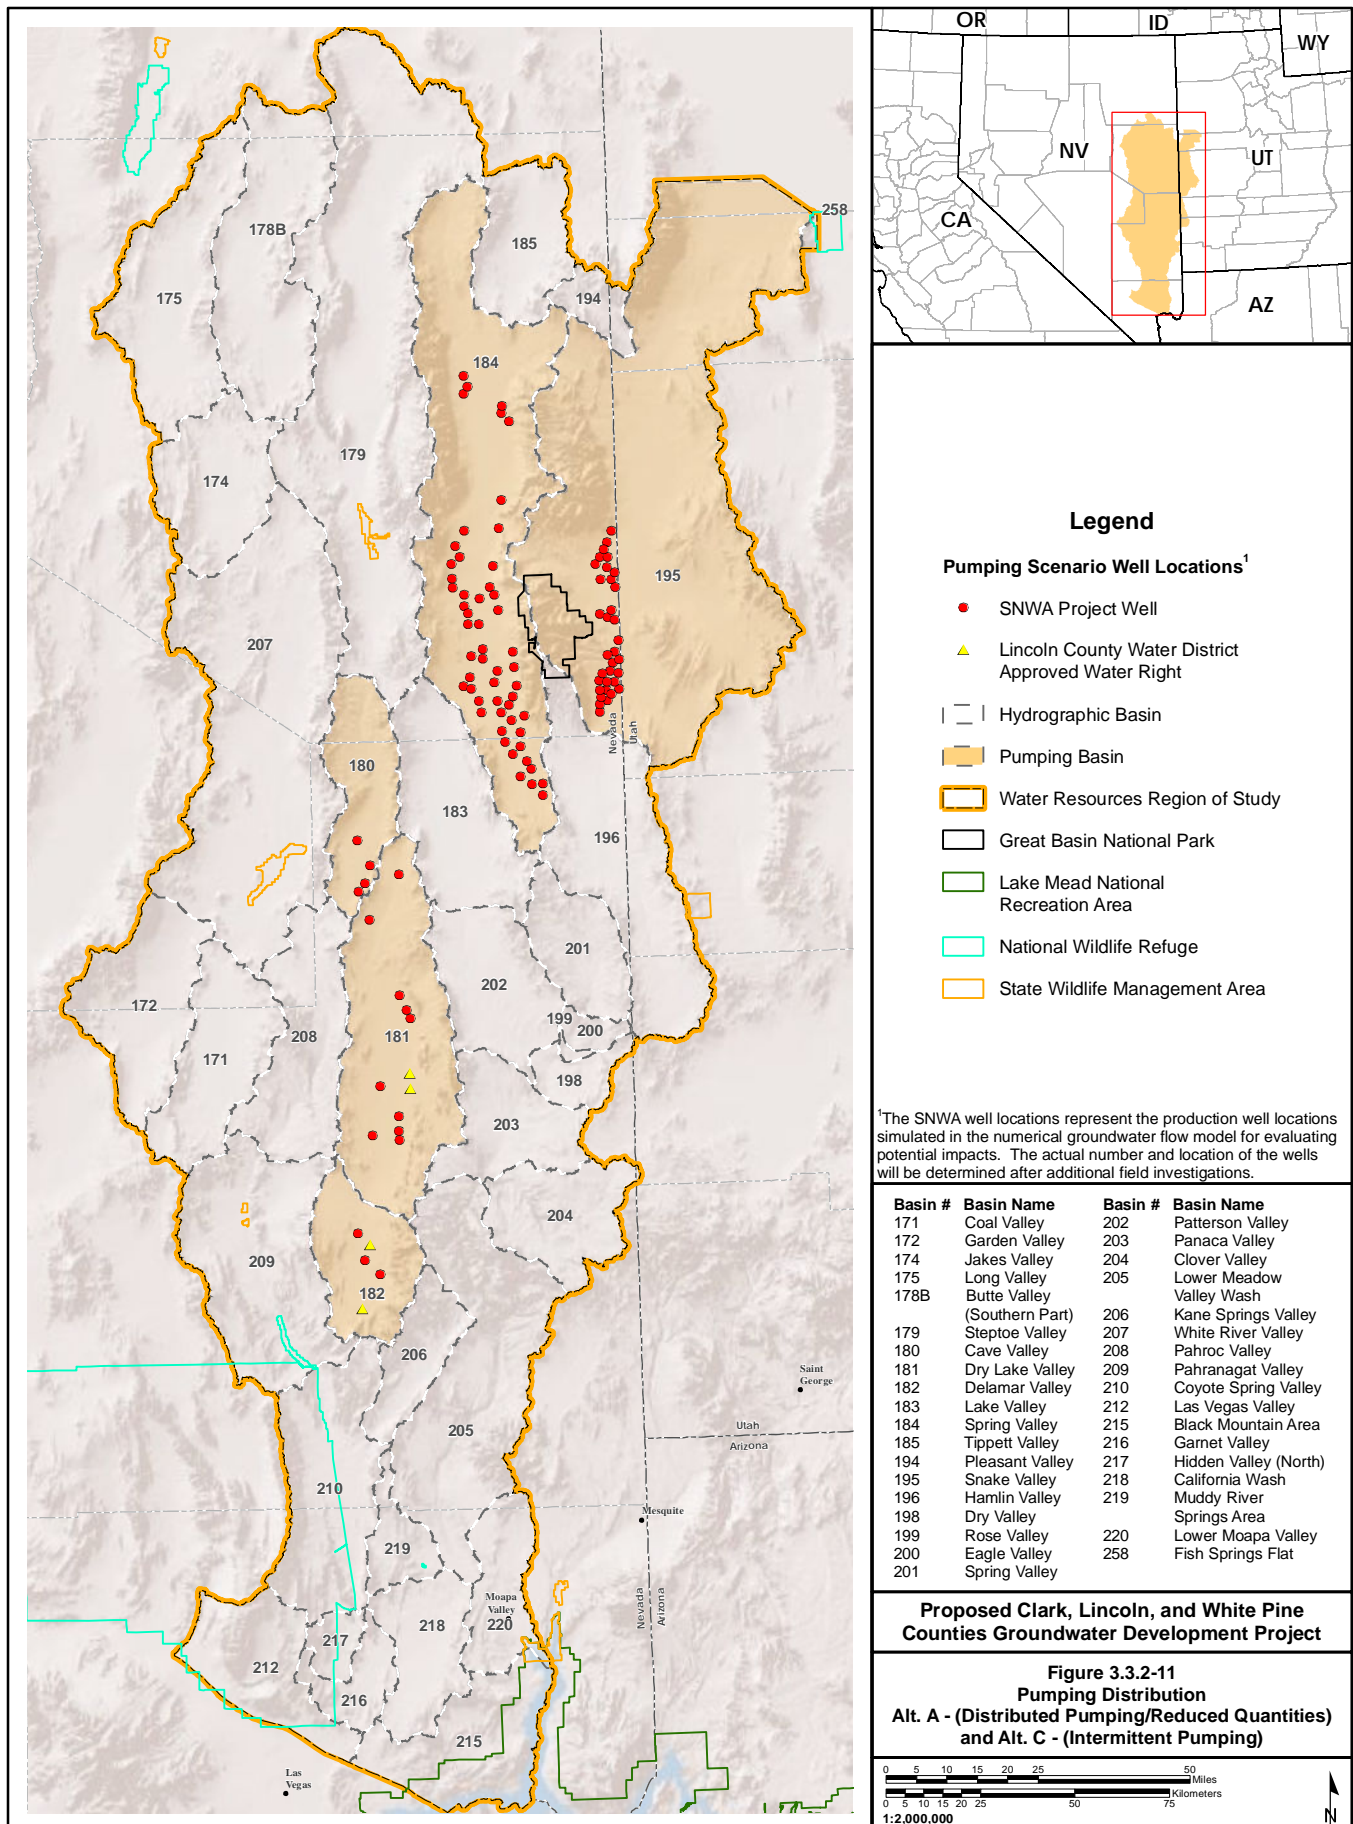 258
178B
185
175
194
184
179
174
195
207
Nevada
Utah
180
183
196
201
202
172
199
200
208
181
171
198
203
204
209
182
206
Saint
George
205
Utah
Arizona
210
Mesquite
219
Moapa
Valley
218
220
Nevada
Arizona
217
212
216
215
Las
Vegas
OR
ID
WY
NV
UT
CA
AZ
Legend
Pumping Scenario Well Locations1
SNWA Project Well
Lincoln County Water District
Approved Water Right
Hydrographic Basin
Pumping Basin
Water Resources Region of Study
Great Basin National Park
Lake Mead National
Recreation Area
National Wildlife Refuge
State Wildlife Management Area
1The SNWA well locations represent the production well locations
simulated in the numerical groundwater flow model for evaluating
potential impacts. The actual number and location of the wells
will be determined after additional field investigations.
Basin # Basin Name Basin # Basin Name
171 Coal Valley 202 Patterson Valley
172 Garden Valley 203 Panaca Valley
174 Jakes Valley 204 Clover Valley
175 Long Valley 205 Lower Meadow
178B Butte Valley Valley Wash
(Southern Part) 206 Kane Springs Valley
179 Steptoe Valley 207 White River Valley
180 Cave Valley 208 Pahroc Valley
181 Dry Lake Valley 209 Pahranagat Valley
182 Delamar Valley 210 Coyote Spring Valley
183 Lake Valley 212 Las Vegas Valley
184 Spring Valley 215 Black Mountain Area
185 Tippett Valley 216 Garnet Valley
194 Pleasant Valley 217 Hidden Valley (North)
195 Snake Valley 218 California Wash
196 Hamlin Valley 219 Muddy River
198 Dry Valley Springs Area
199 Rose Valley 220 Lower Moapa Valley
200 Eagle Valley 258 Fish Springs Flat
201 Spring Valley
Proposed Clark, Lincoln, and White Pine
Counties Groundwater Development Project
Figure 3.3.2-11
Pumping Distribution
Alt. A - (Distributed Pumping/Reduced Quantities)
and Alt. C - (Intermittent Pumping)
0 5 10 15 20 25 50
Miles
Kilometers
0 5 10 15 20 25 50 75
1:2,000,000
N